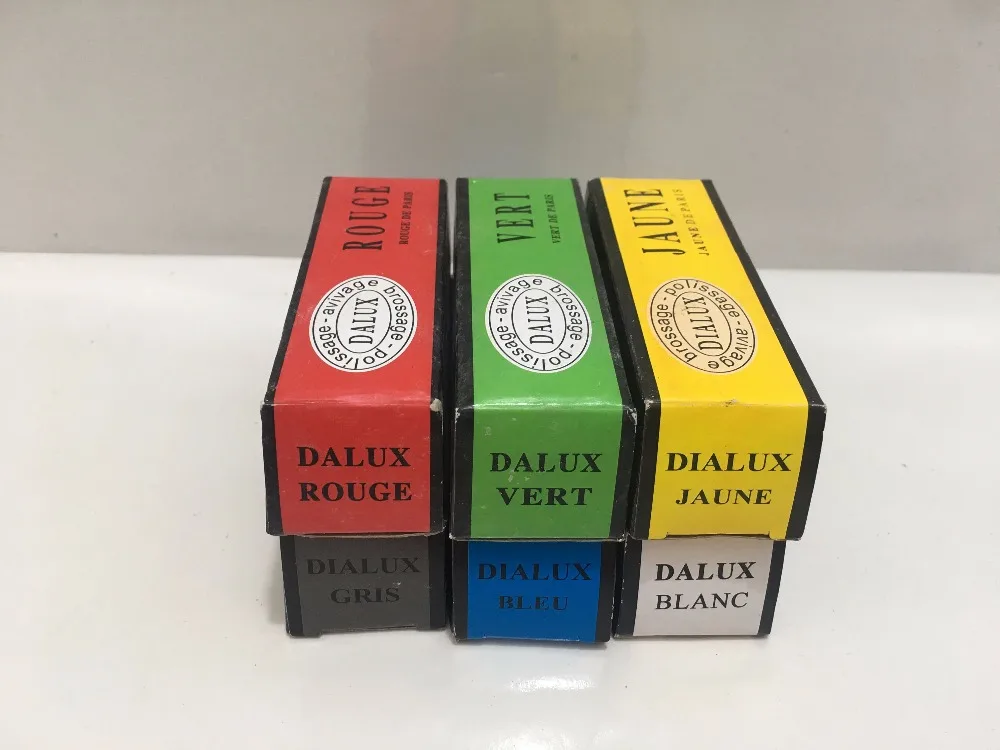 ROUGE
ROUGE DE PARIS
brossage - polissage - avivage
DALUX
DALUX
ROUGE
VERT
VERT DE PARIS
brossage - polissage - avivage
DALUX
DALUX
VERT
JAUNE
JAUNE DE PARIS
brossage - polissage - avivage
DIALUX
DIALUX
JAUNE
DIALUX
GRIS
DIALUX
BLEU
DALUX
BLANC